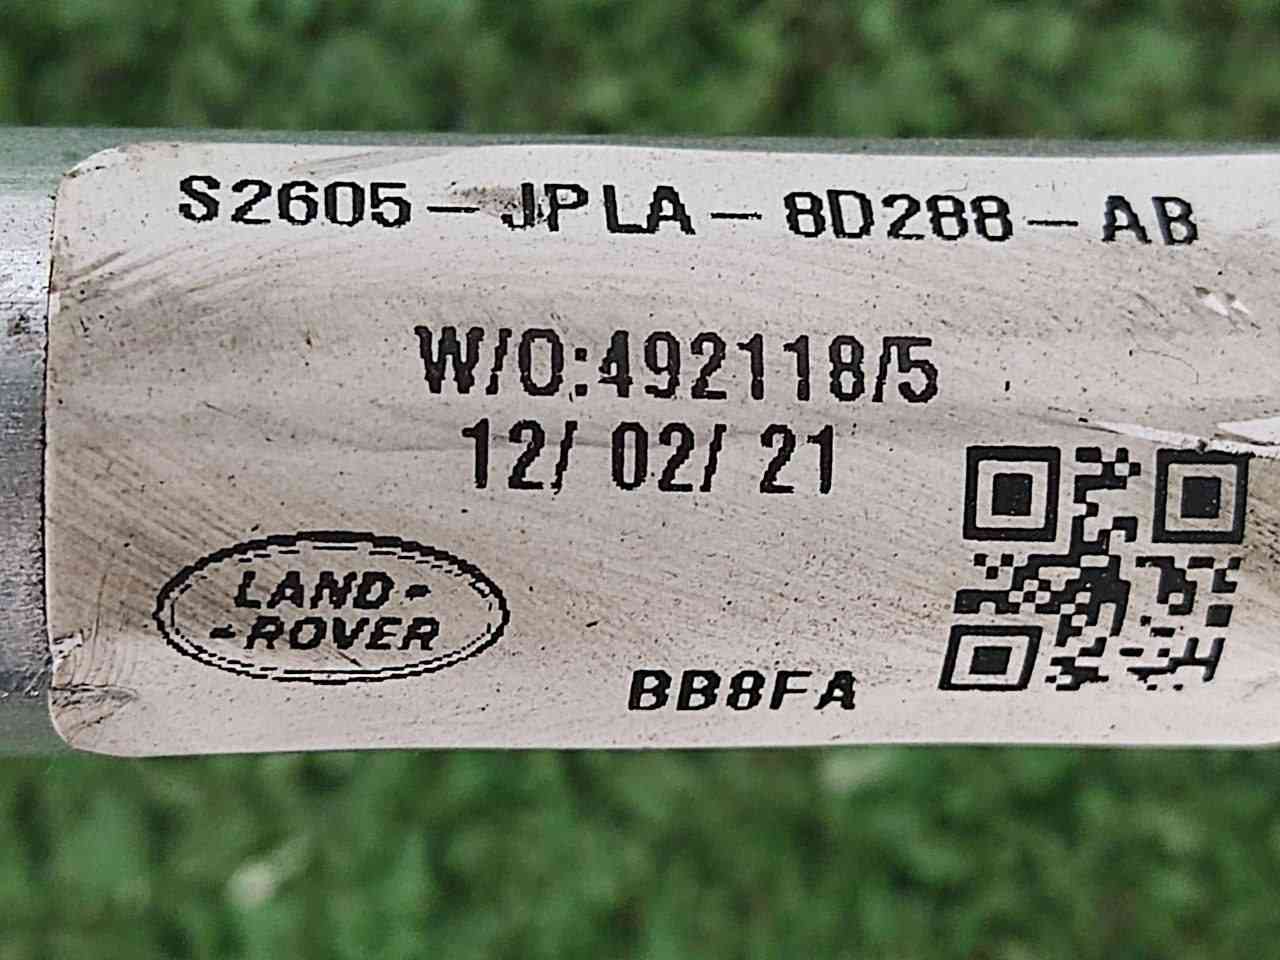 S2605-JPLA-8D288-AB
W/O:492118/5
12/ 02/ 21
LAND-
-ROVER
BB8FA